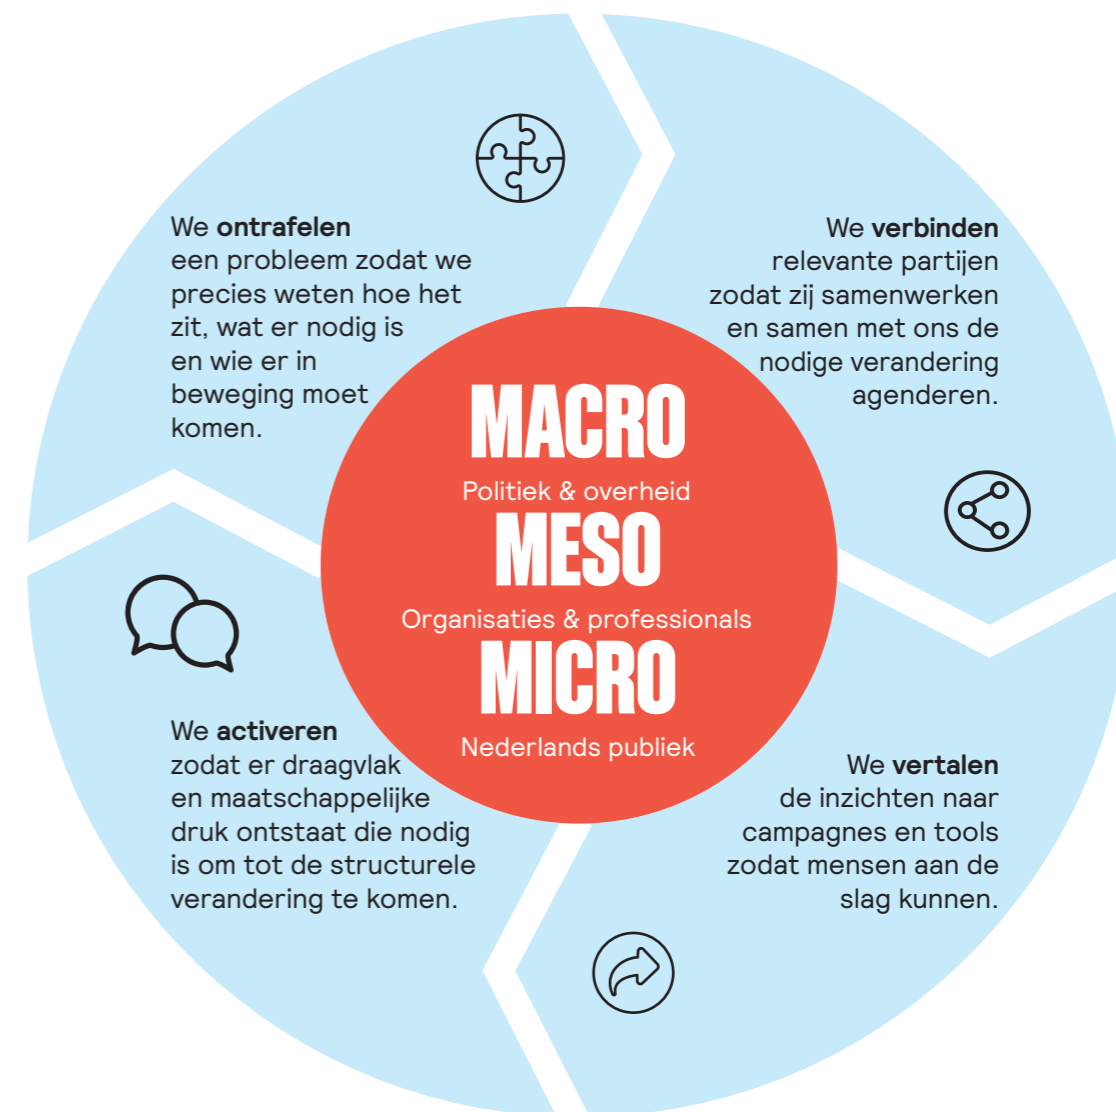 We ontrafelen
een probleem zodat we
precies weten hoe het
zit, wat er nodig is
en wie er in
beweging moet
komen.
We verbinden
relevante partijen
zodat zij samenwerken
en samen met ons de
nodige verandering
agenderen.
MACRO
Politiek & overheid
MESO
Organisaties & professionals
MICRO
Nederlands publiek
We activeren
zodat er draagvlak
en maatschappelijke
druk ontstaat die nodig
is om tot de structurele
verandering te komen.
We vertalen
de inzichten naar
campagnes en tools
zodat mensen aan de
slag kunnen.